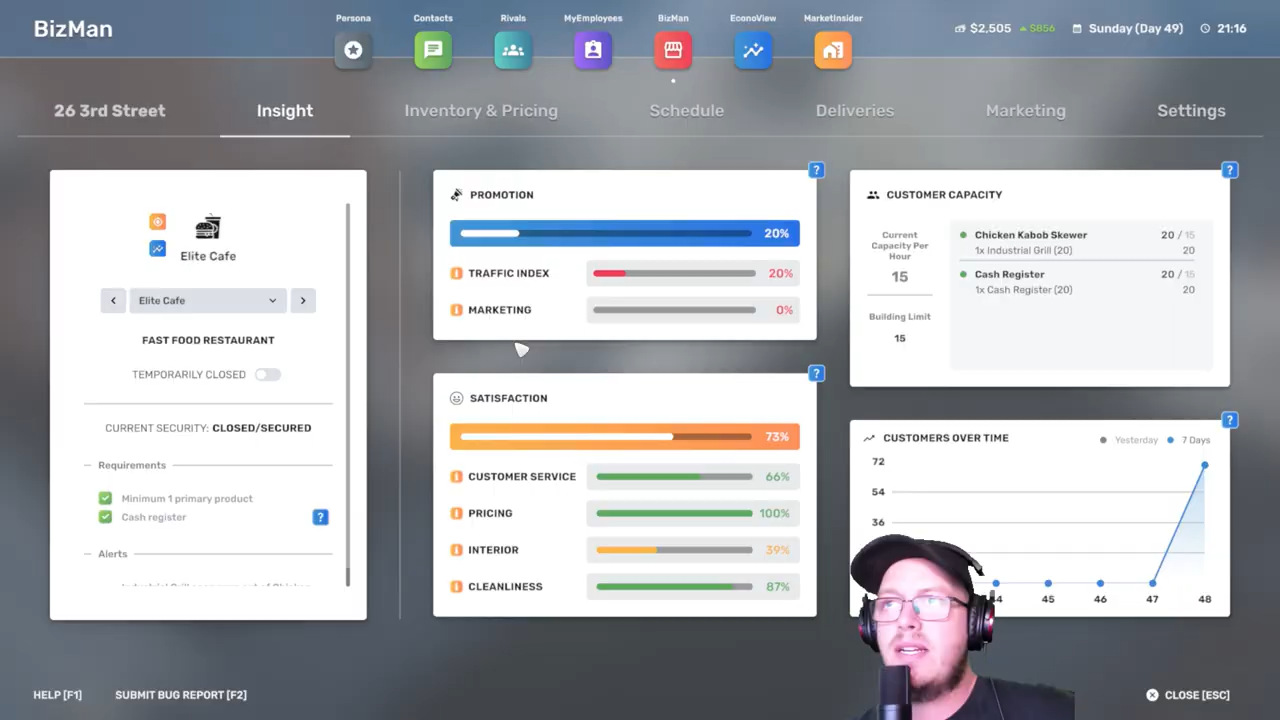 BizMan
Persona
Contacts
Rivals
MyEmployees
BizMan
EconoView
MarketInsider
$2,505 $856 Sunday (Day 49) 21:16
26 3rd Street
Insight
Inventory & Pricing
Schedule
Deliveries
Marketing
Settings
Elite Cafe
Elite Cafe
FAST FOOD RESTAURANT
TEMPORARILY CLOSED
CURRENT SECURITY: CLOSED/SECURED
Requirements
Minimum 1 primary product
Cash register
?
Alerts
?
PROMOTION
20%
TRAFFIC INDEX 20%
MARKETING 0%
?
SATISFACTION
73%
CUSTOMER SERVICE 66%
PRICING 100%
INTERIOR 39%
CLEANLINESS 87%
?
CUSTOMER CAPACITY
Current
Capacity Per
Hour
15
Building Limit
15
Chicken Kabob Skewer 20 / 15
1x Industrial Grill (20) 20
Cash Register 20 / 15
1x Cash Register (20) 20
?
CUSTOMERS OVER TIME
Yesterday 7 Days
72
54
36
45 46 47 48
HELP [F1]
SUBMIT BUG REPORT [F2]
CLOSE [ESC]